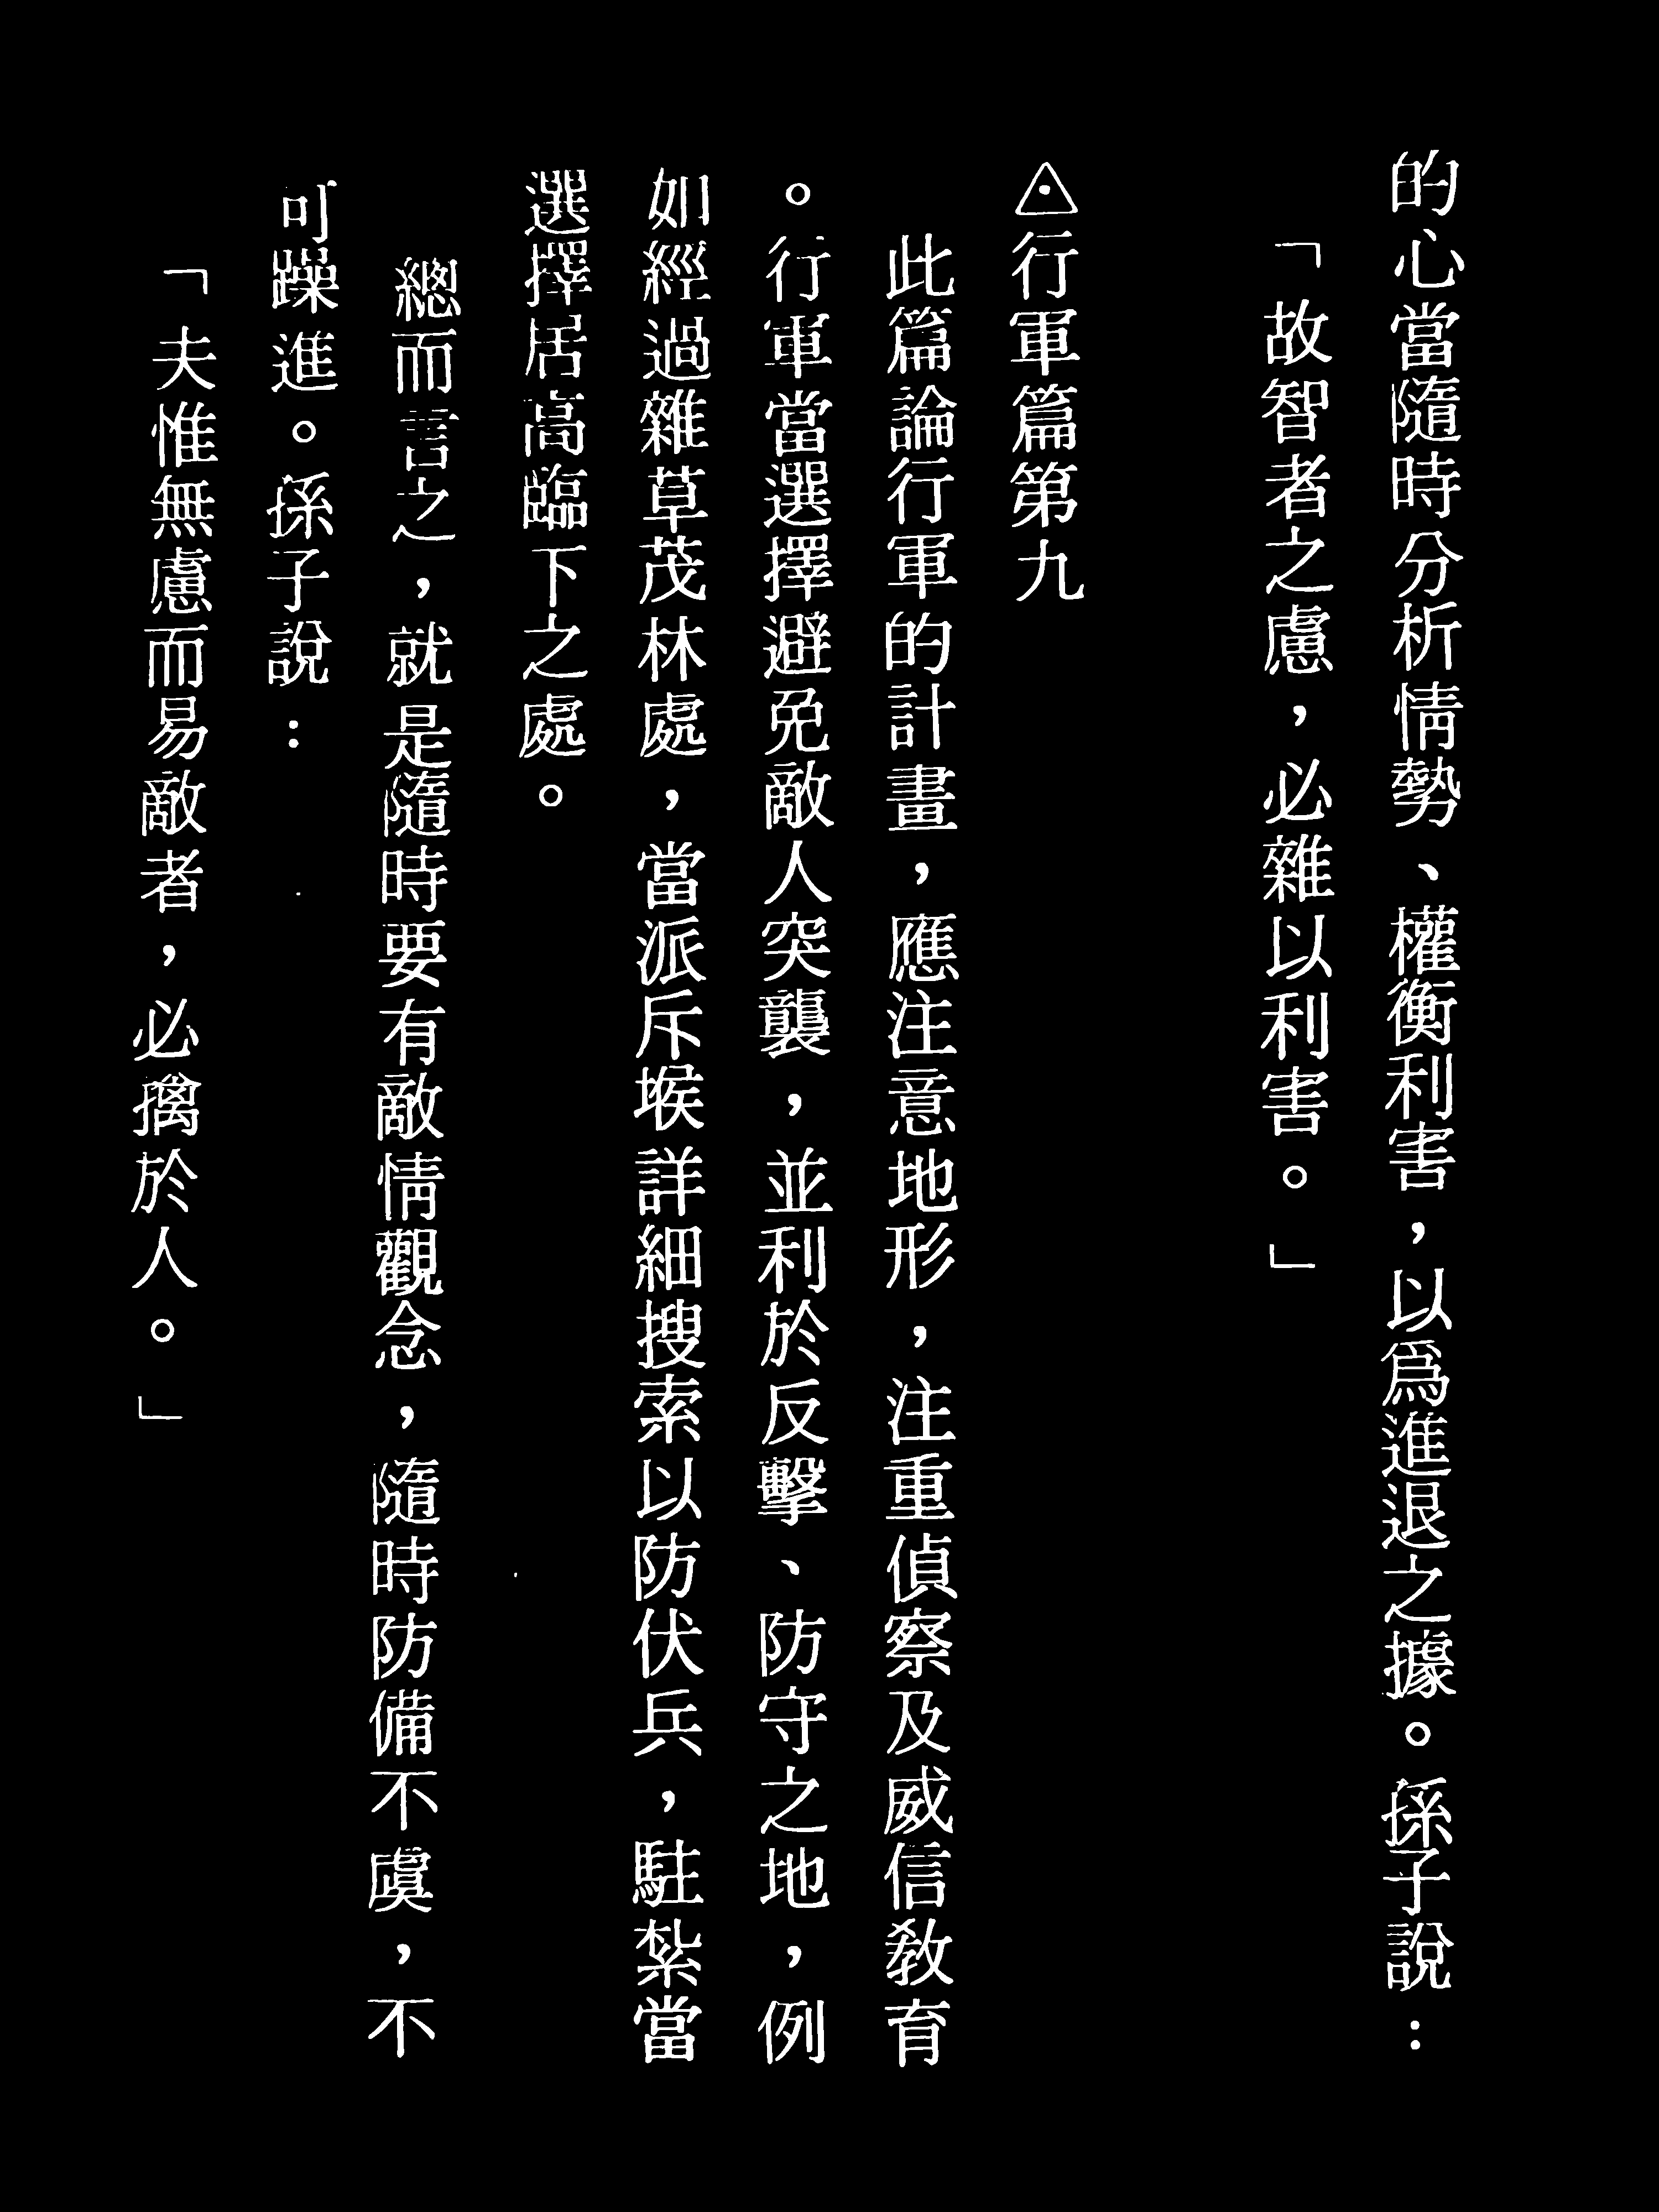 的心當隨時分析情勢、權衡利害，以爲進退之據。孫子說：
「故智者之慮，必雜以利害。」
行軍篇第九
此篇論行軍的計畫，應注意地形，注重偵察及威信敎育
。行軍當選擇避免敵人突襲，並利於反擊、防守之地，例
如經過雜草茂林處，當派斥堠詳細搜索以防伏兵，駐紮當
選擇居高臨下之處。
總而言之，就是隨時要有敵情觀念，隨時防備不虞，不
可躁進。孫子說：
「夫惟無慮而易敵者，必擒於人。」